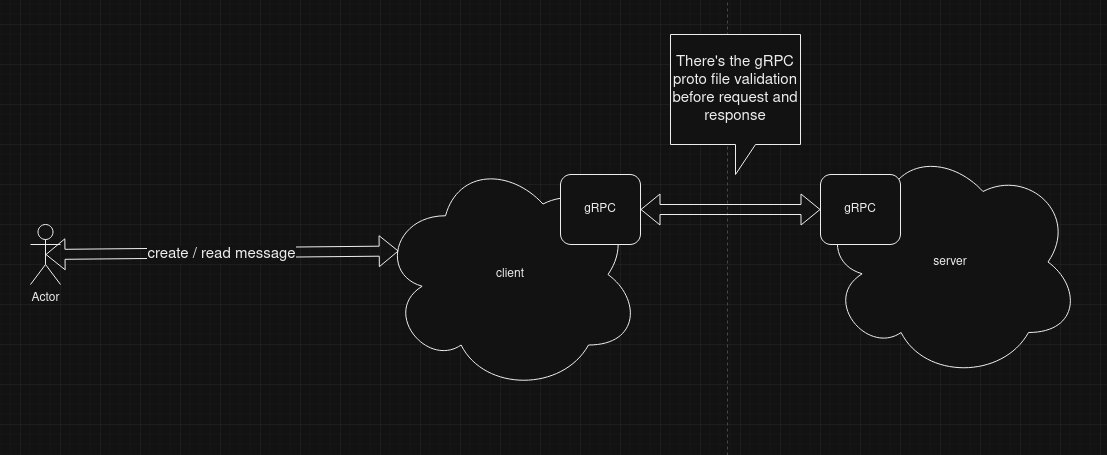 There's the gRPC
proto file validation
before request and
response
gRPC
gRPC
create / read message
client
server
Actor